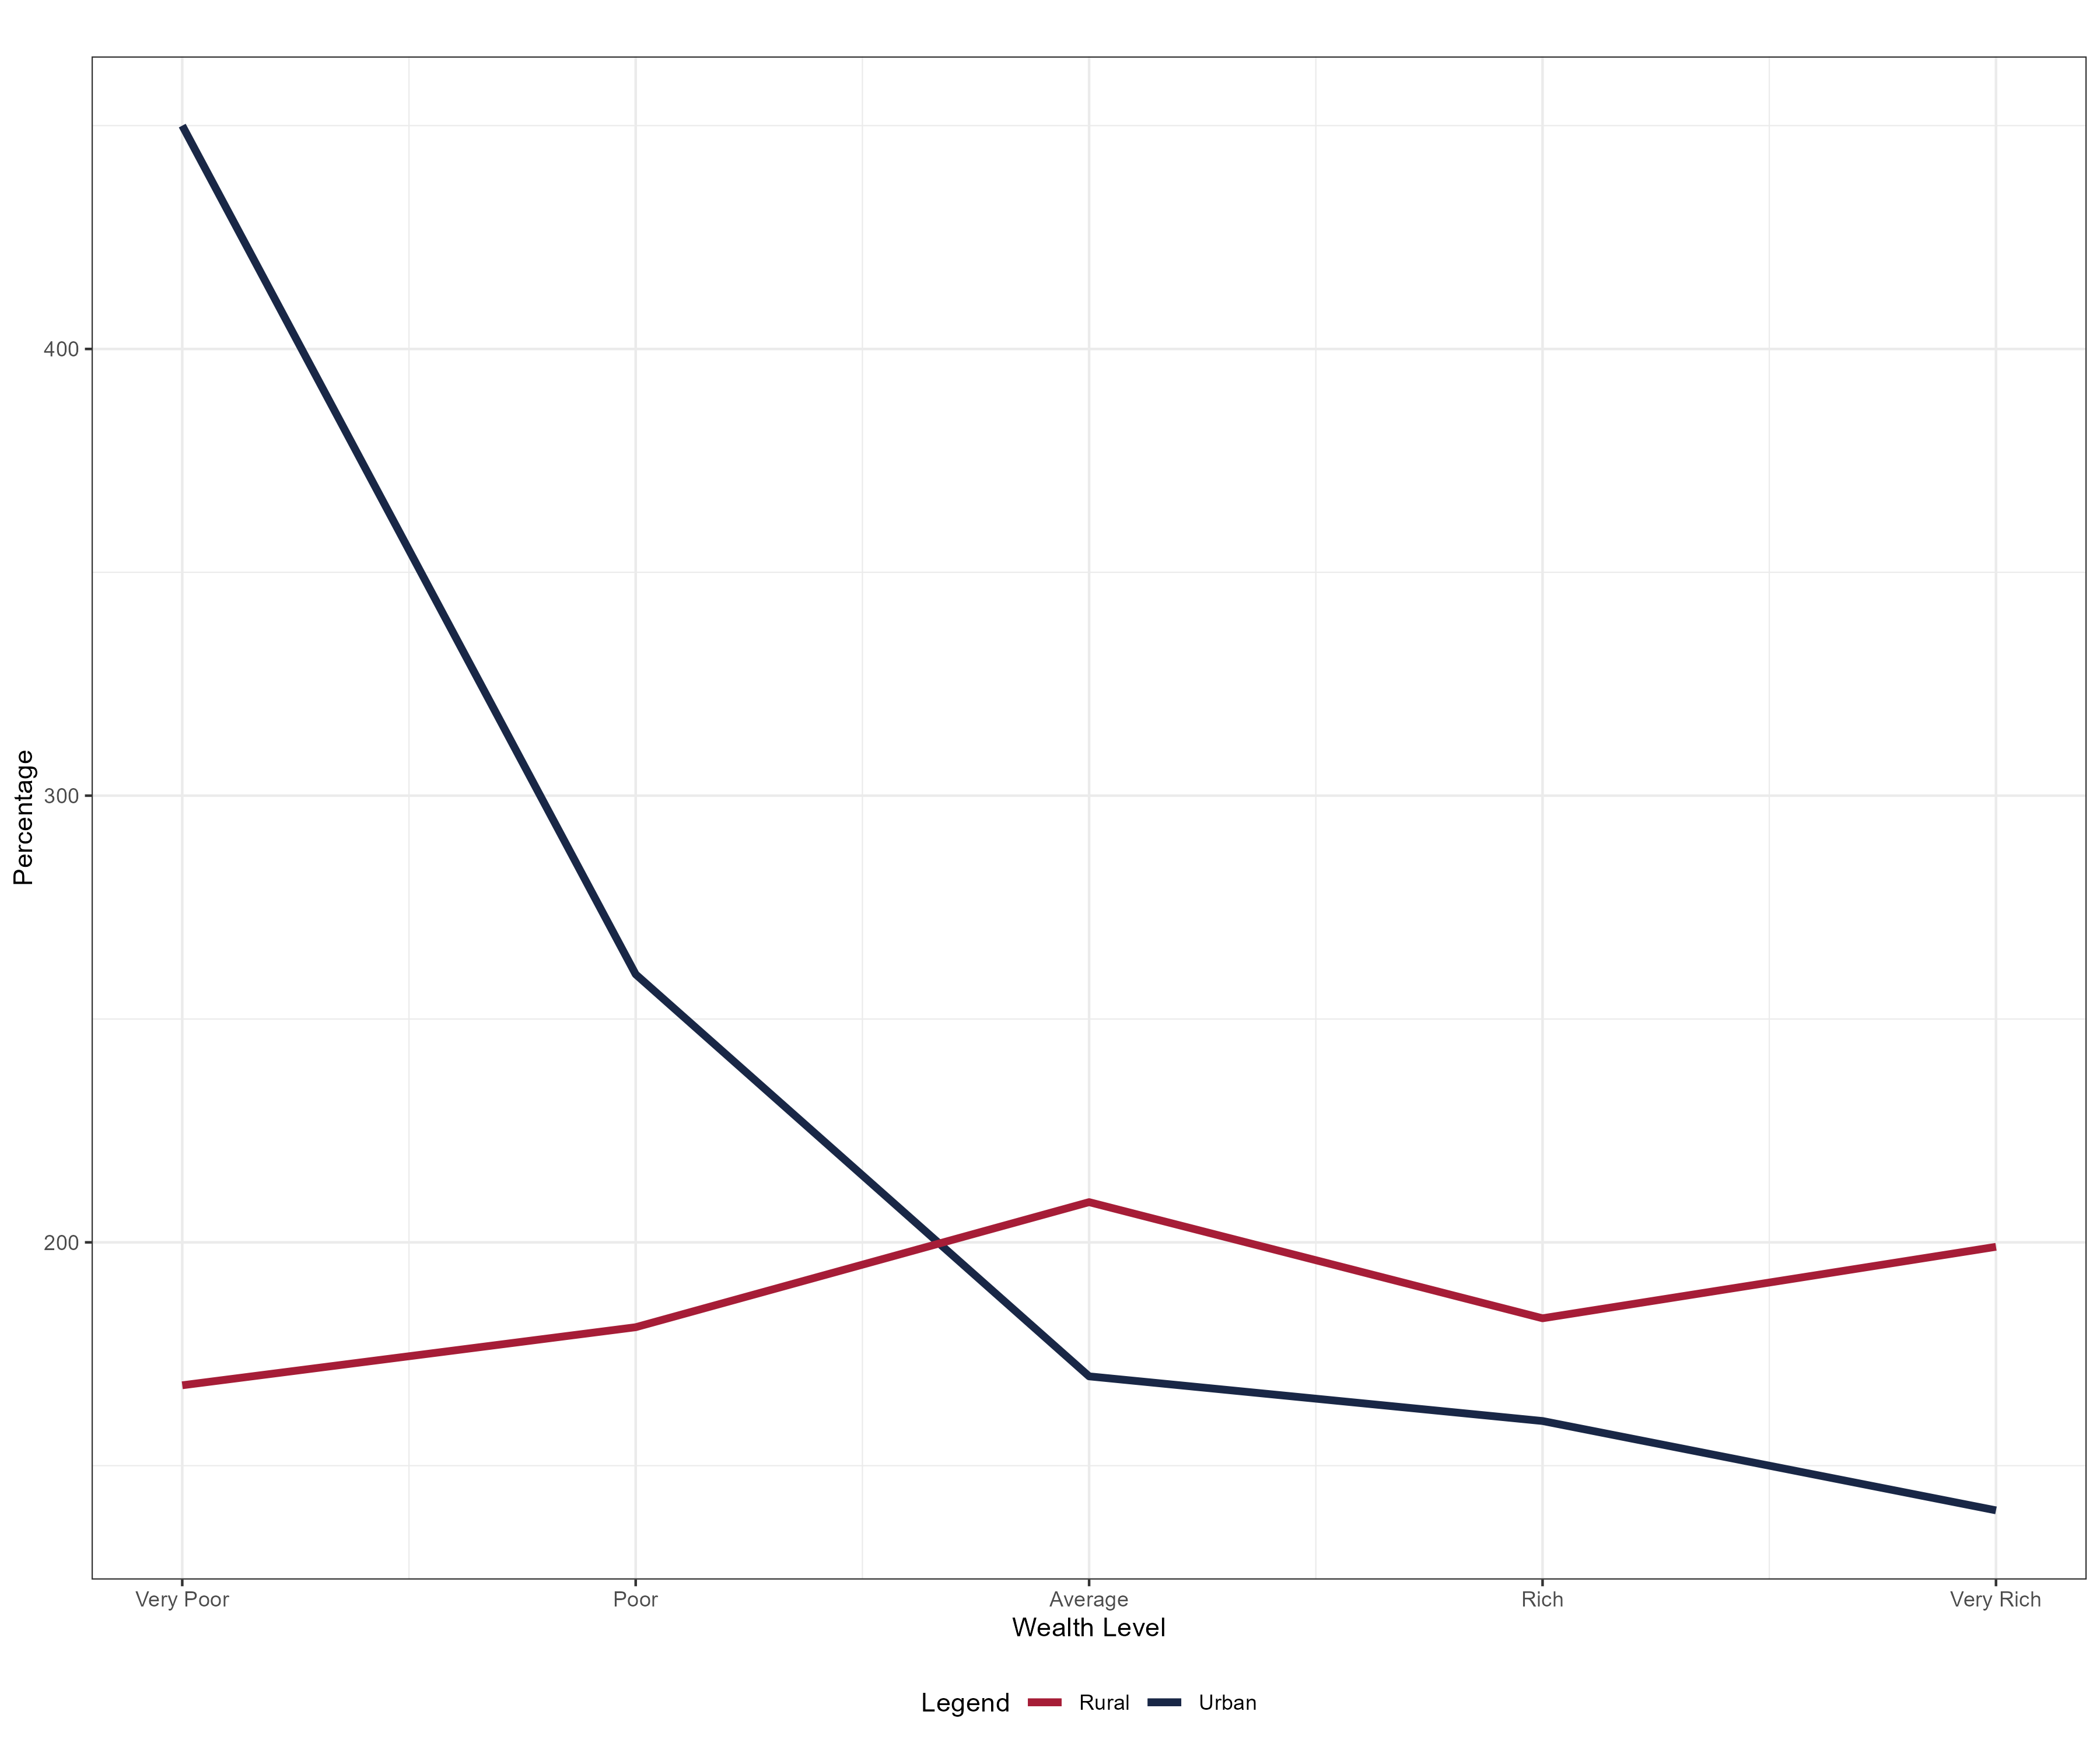 Percentage
400
300
200
Very Poor Poor Average Rich Very Rich
Wealth Level
Legend Rural Urban